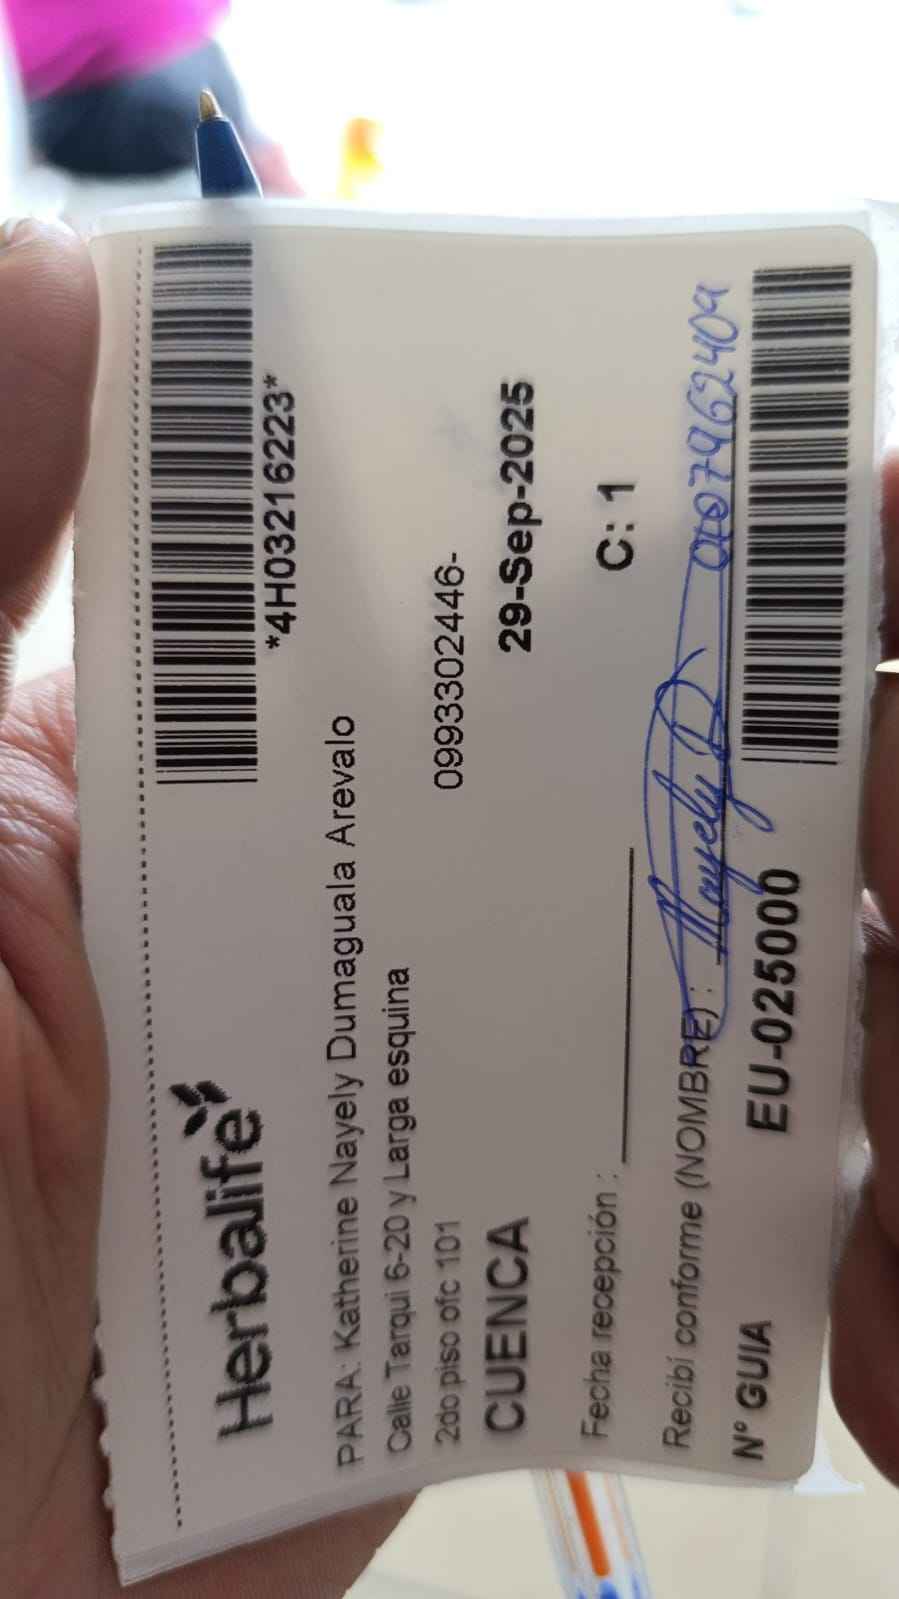 Herbalife
*4H03216223*
PARA: Katherine Nayely Dumaguala Arevalo
Calle Tarqui 6-20 y Larga esquina
2do piso ofc 101
0993302446-
CUENCA
29-Sep-2025
Fecha recepción :
C: 1
Recibí conforme (NOMBRE) : Nayely D
Nº GUIA
EU-025000